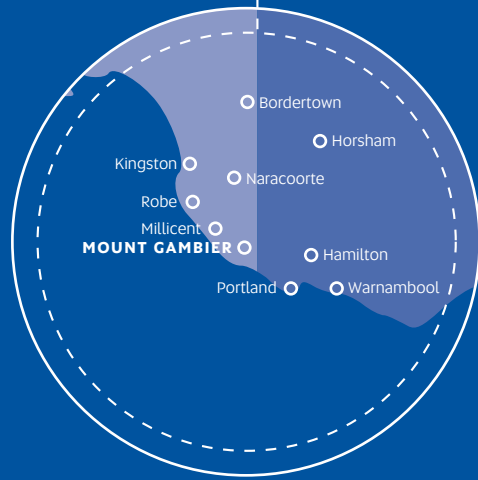 Bordertown
Horsham
Kingston
Naracoorte
Robe
Millicent
MOUNT GAMBIER
Hamilton
Portland
Warnambool